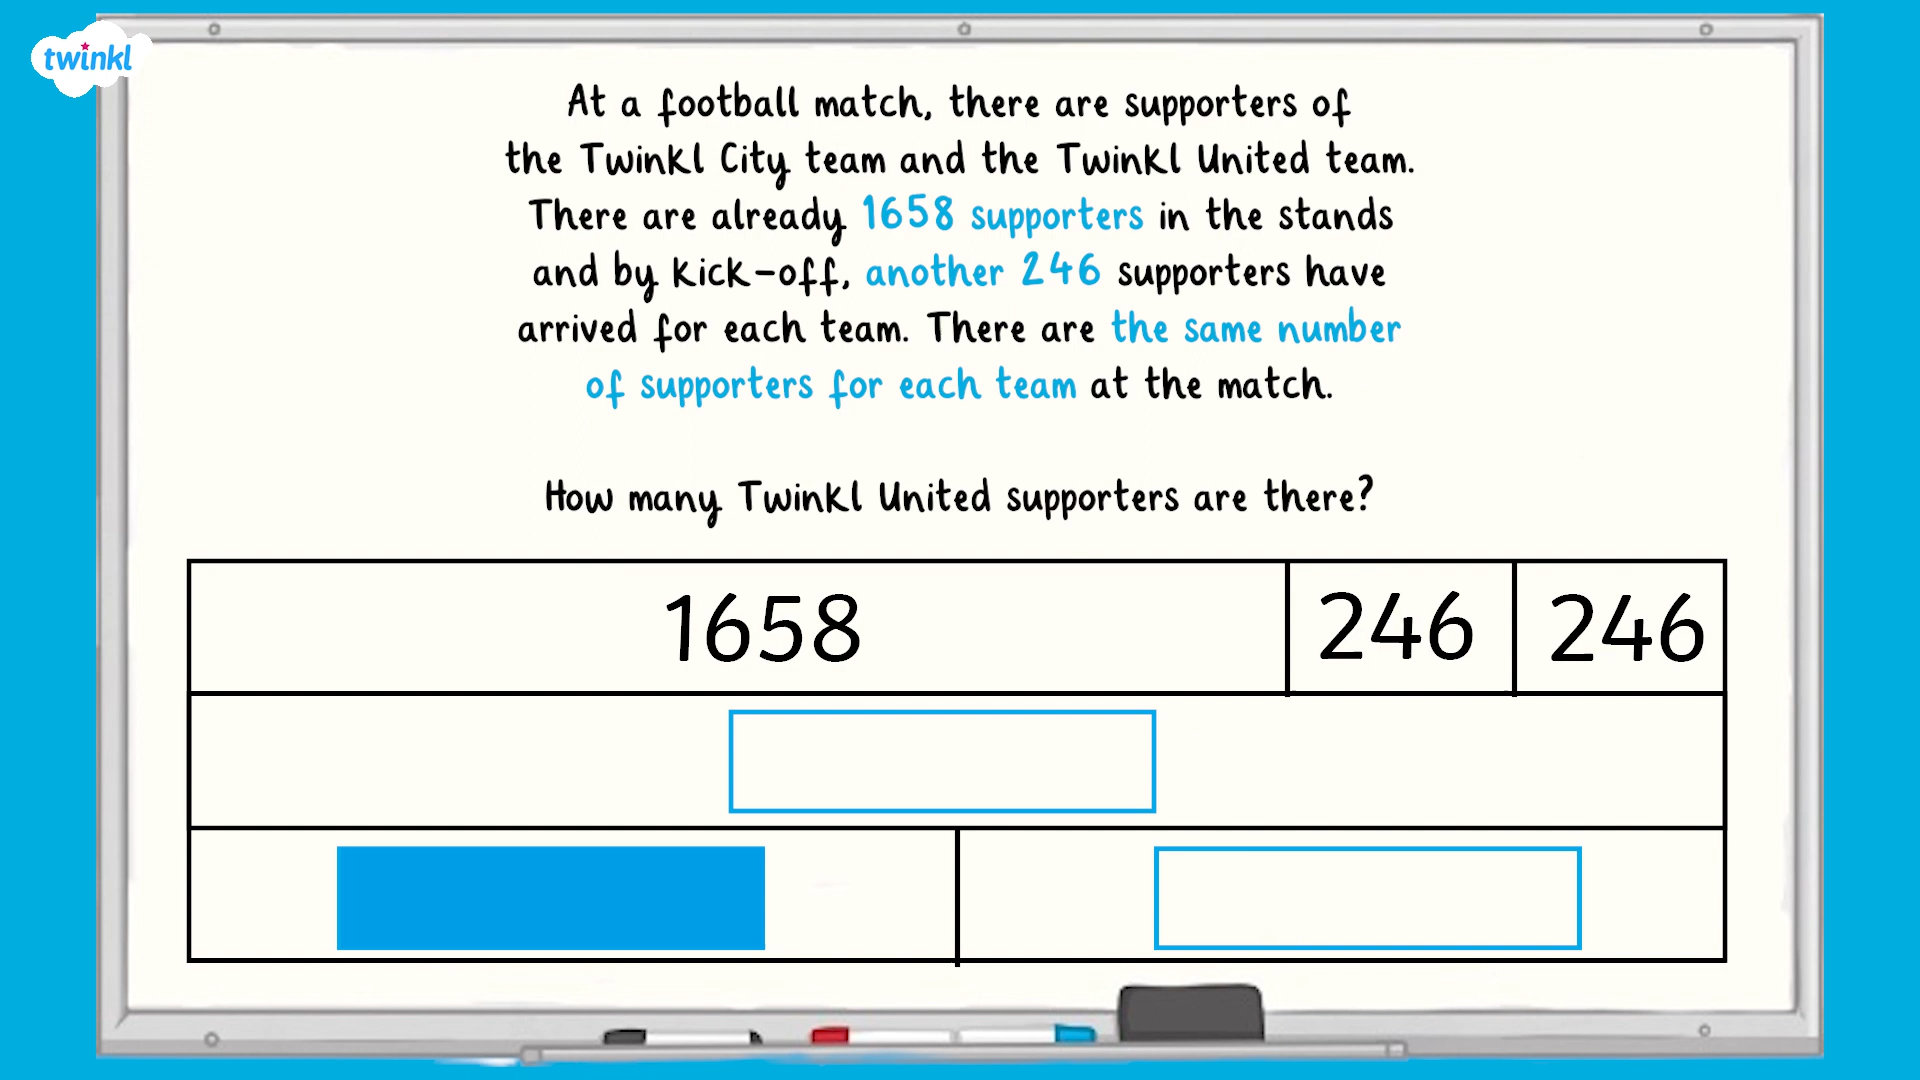 twinkl
At a football match, there are supporters of
the Twinkl City team and the Twinkl United team.
There are already 1658 supporters in the stands
and by kick-off, another 246 supporters have
arrived for each team. There are the same number
of supporters for each team at the match.
How many Twinkl United supporters are there?
1658 246 246